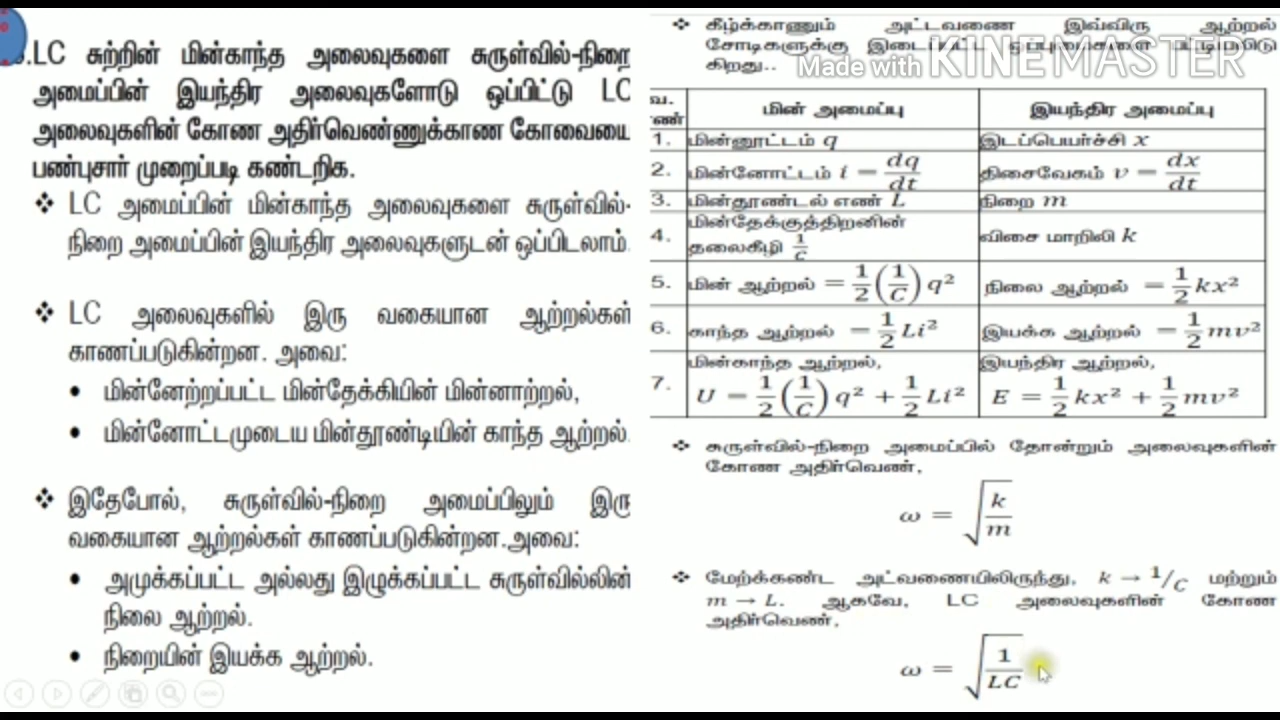 .LC சுற்றின் மின்காந்த அலைவுகளை சுருள்வில்-நிறை
அமைப்பின் இயந்திர அலைவுகளோடு ஒப்பிட்டு LC
அலைவுகளின் கோண அதிர்வெண்ணுக்கான கோவையை
பண்புசார் முறைப்படி கண்டறிக.
❖ LC அமைப்பின் மின்காந்த அலைவுகளை சுருள்வில்-
நிறை அமைப்பின் இயந்திர அலைவுகளுடன் ஒப்பிடலாம்.
❖ LC அலைவுகளில் இரு வகையான ஆற்றல்கள்
காணப்படுகின்றன. அவை:
• மின்னேற்றப்பட்ட மின்தேக்கியின் மின்னாற்றல்,
• மின்னோட்டமுடைய மின்தூண்டியின் காந்த ஆற்றல்.
❖ இதேபோல், சுருள்வில்-நிறை அமைப்பிலும் இரு
வகையான ஆற்றல்கள் காணப்படுகின்றன.அவை:
• அமுக்கப்பட்ட அல்லது இழுக்கப்பட்ட சுருள்வில்லின்
நிலை ஆற்றல்.
• நிறையின் இயக்க ஆற்றல்.
❖ கீழ்க்காணும் அட்டவணை இவ்விரு ஆற்றல்
சோடிகளுக்கு
கிறது..
Made with KINEMASTER
வ. எண் மின் அமைப்பு இயந்திர அமைப்பு
1. மின்னூட்டம் q இடப்பெயர்ச்சி x
2. மின்னோட்டம் i = dq/dt திசைவேகம் v = dx/dt
3. மின்தூண்டல் எண் L நிறை m
4. மின்தேக்குத்திறனின் தலைகீழி 1/C விசை மாறிலி k
5. மின் ஆற்றல் = 1/2 (1/C) q² நிலை ஆற்றல் = 1/2 kx²
6. காந்த ஆற்றல் = 1/2 Li² இயக்க ஆற்றல் = 1/2 mv²
7. மின்காந்த ஆற்றல், இயந்திர ஆற்றல்,
U = 1/2 (1/C) q² + 1/2 Li² E = 1/2 kx² + 1/2 mv²
❖ சுருள்வில்-நிறை அமைப்பில் தோன்றும் அலைவுகளின்
கோண அதிர்வெண்,
ω = √(k/m)
❖ மேற்க்கண்ட அட்வணையிலிருந்து, k → 1/C மற்றும்
m → L. ஆகவே, LC அலைவுகளின் கோண
அதிர்வெண்,
ω = √(1/LC)